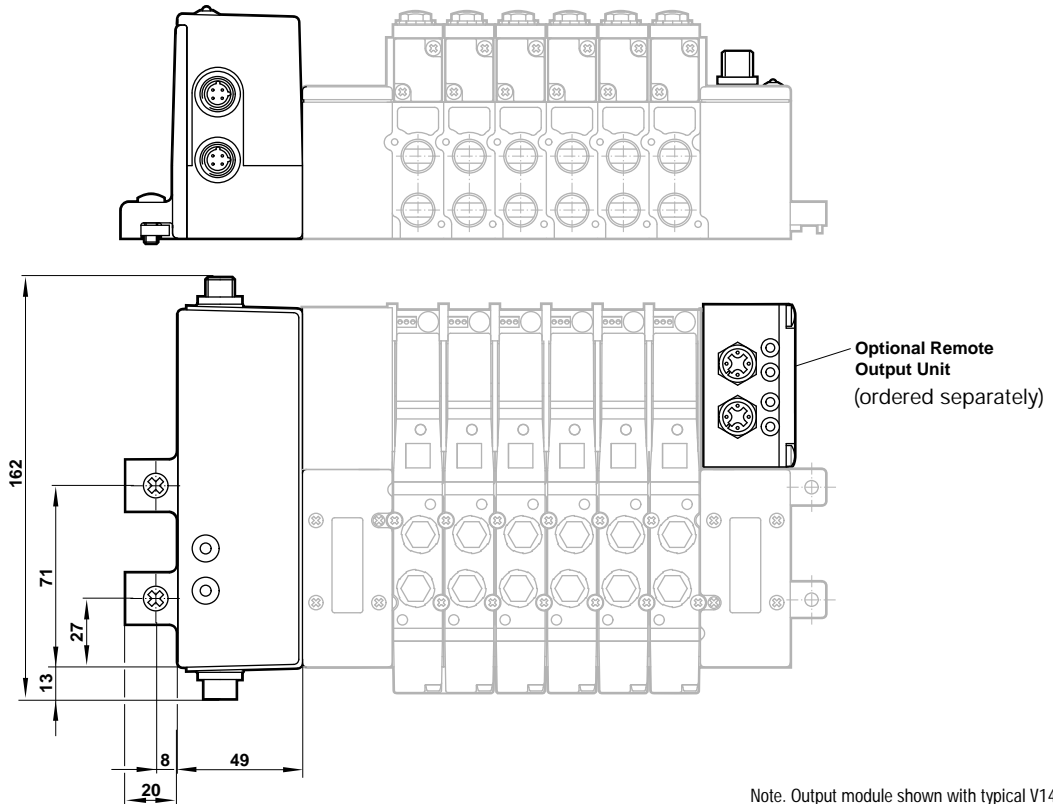 Optional Remote
Output Unit
(ordered separately)
162
71
27
13
8
49
20
Note. Output module shown with typical V14